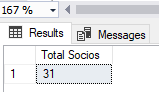 167 %
Results Messages
Total Socios
1 31